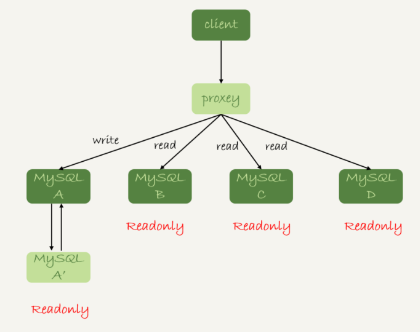 client
proxey
write
read
read
read
MySQL
A
MySQL
B
MySQL
C
MySQL
D
Readonly
Readonly
Readonly
MySQL
A'
Readonly